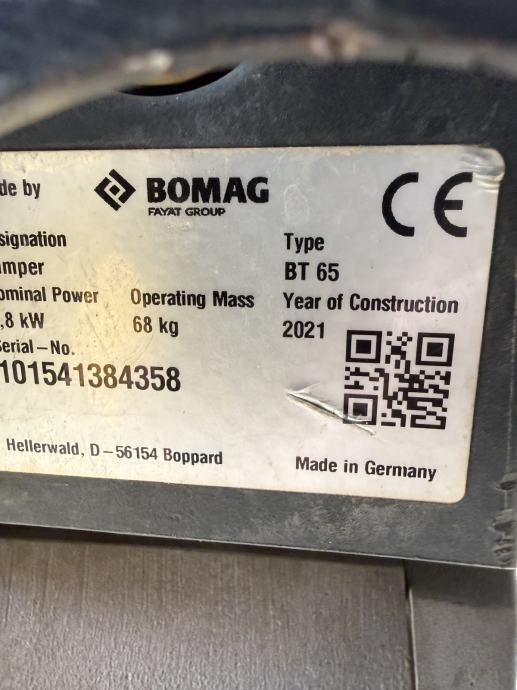 de by
BOMAG
FAYAT GROUP
CE
signation
Type
mper
BT 65
ominal Power
Operating Mass
Year of Construction
,8 kW
68 kg
2021
Serial – No.
101541384358
Hellerwald, D – 56154 Boppard
Made in Germany